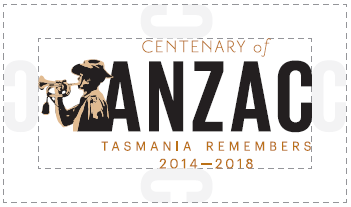 CENTENARY of
ANZAC
TASMANIA REMEMBERS
2014—2018